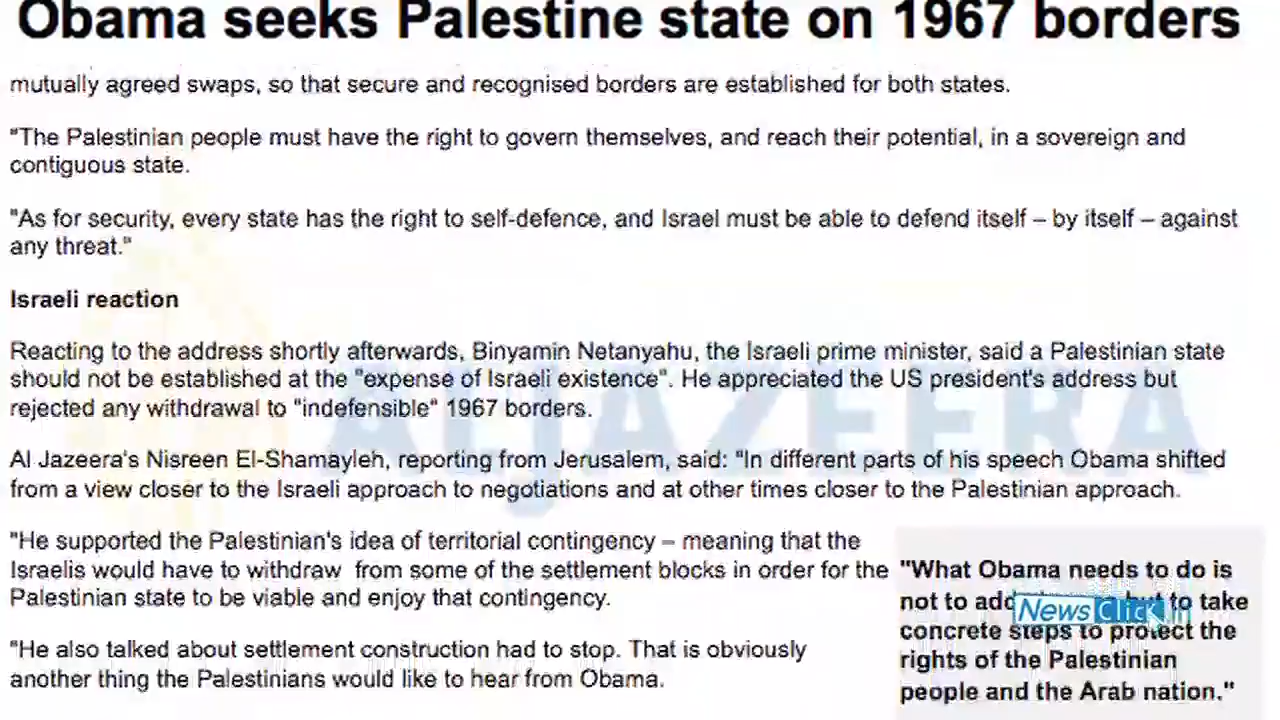 Obama seeks Palestine state on 1967 borders
mutually agreed swaps, so that secure and recognised borders are established for both states.
"The Palestinian people must have the right to govern themselves, and reach their potential, in a sovereign and
contiguous state.
"As for security, every state has the right to self-defence, and Israel must be able to defend itself – by itself – against
any threat."
Israeli reaction
Reacting to the address shortly afterwards, Binyamin Netanyahu, the Israeli prime minister, said a Palestinian state
should not be established at the "expense of Israeli existence". He appreciated the US president's address but
rejected any withdrawal to "indefensible" 1967 borders.
ALJAZEERA
Al Jazeera's Nisreen El-Shamayleh, reporting from Jerusalem, said: "In different parts of his speech Obama shifted
from a view closer to the Israeli approach to negotiations and at other times closer to the Palestinian approach.
"He supported the Palestinian's idea of territorial contingency – meaning that the
Israelis would have to withdraw from some of the settlement blocks in order for the
Palestinian state to be viable and enjoy that contingency.
"He also talked about settlement construction had to stop. That is obviously
another thing the Palestinians would like to hear from Obama.
"What Obama needs to do is
not to but to take
NewsClick.in
concrete steps to protect the
rights of the Palestinian
people and the Arab nation."